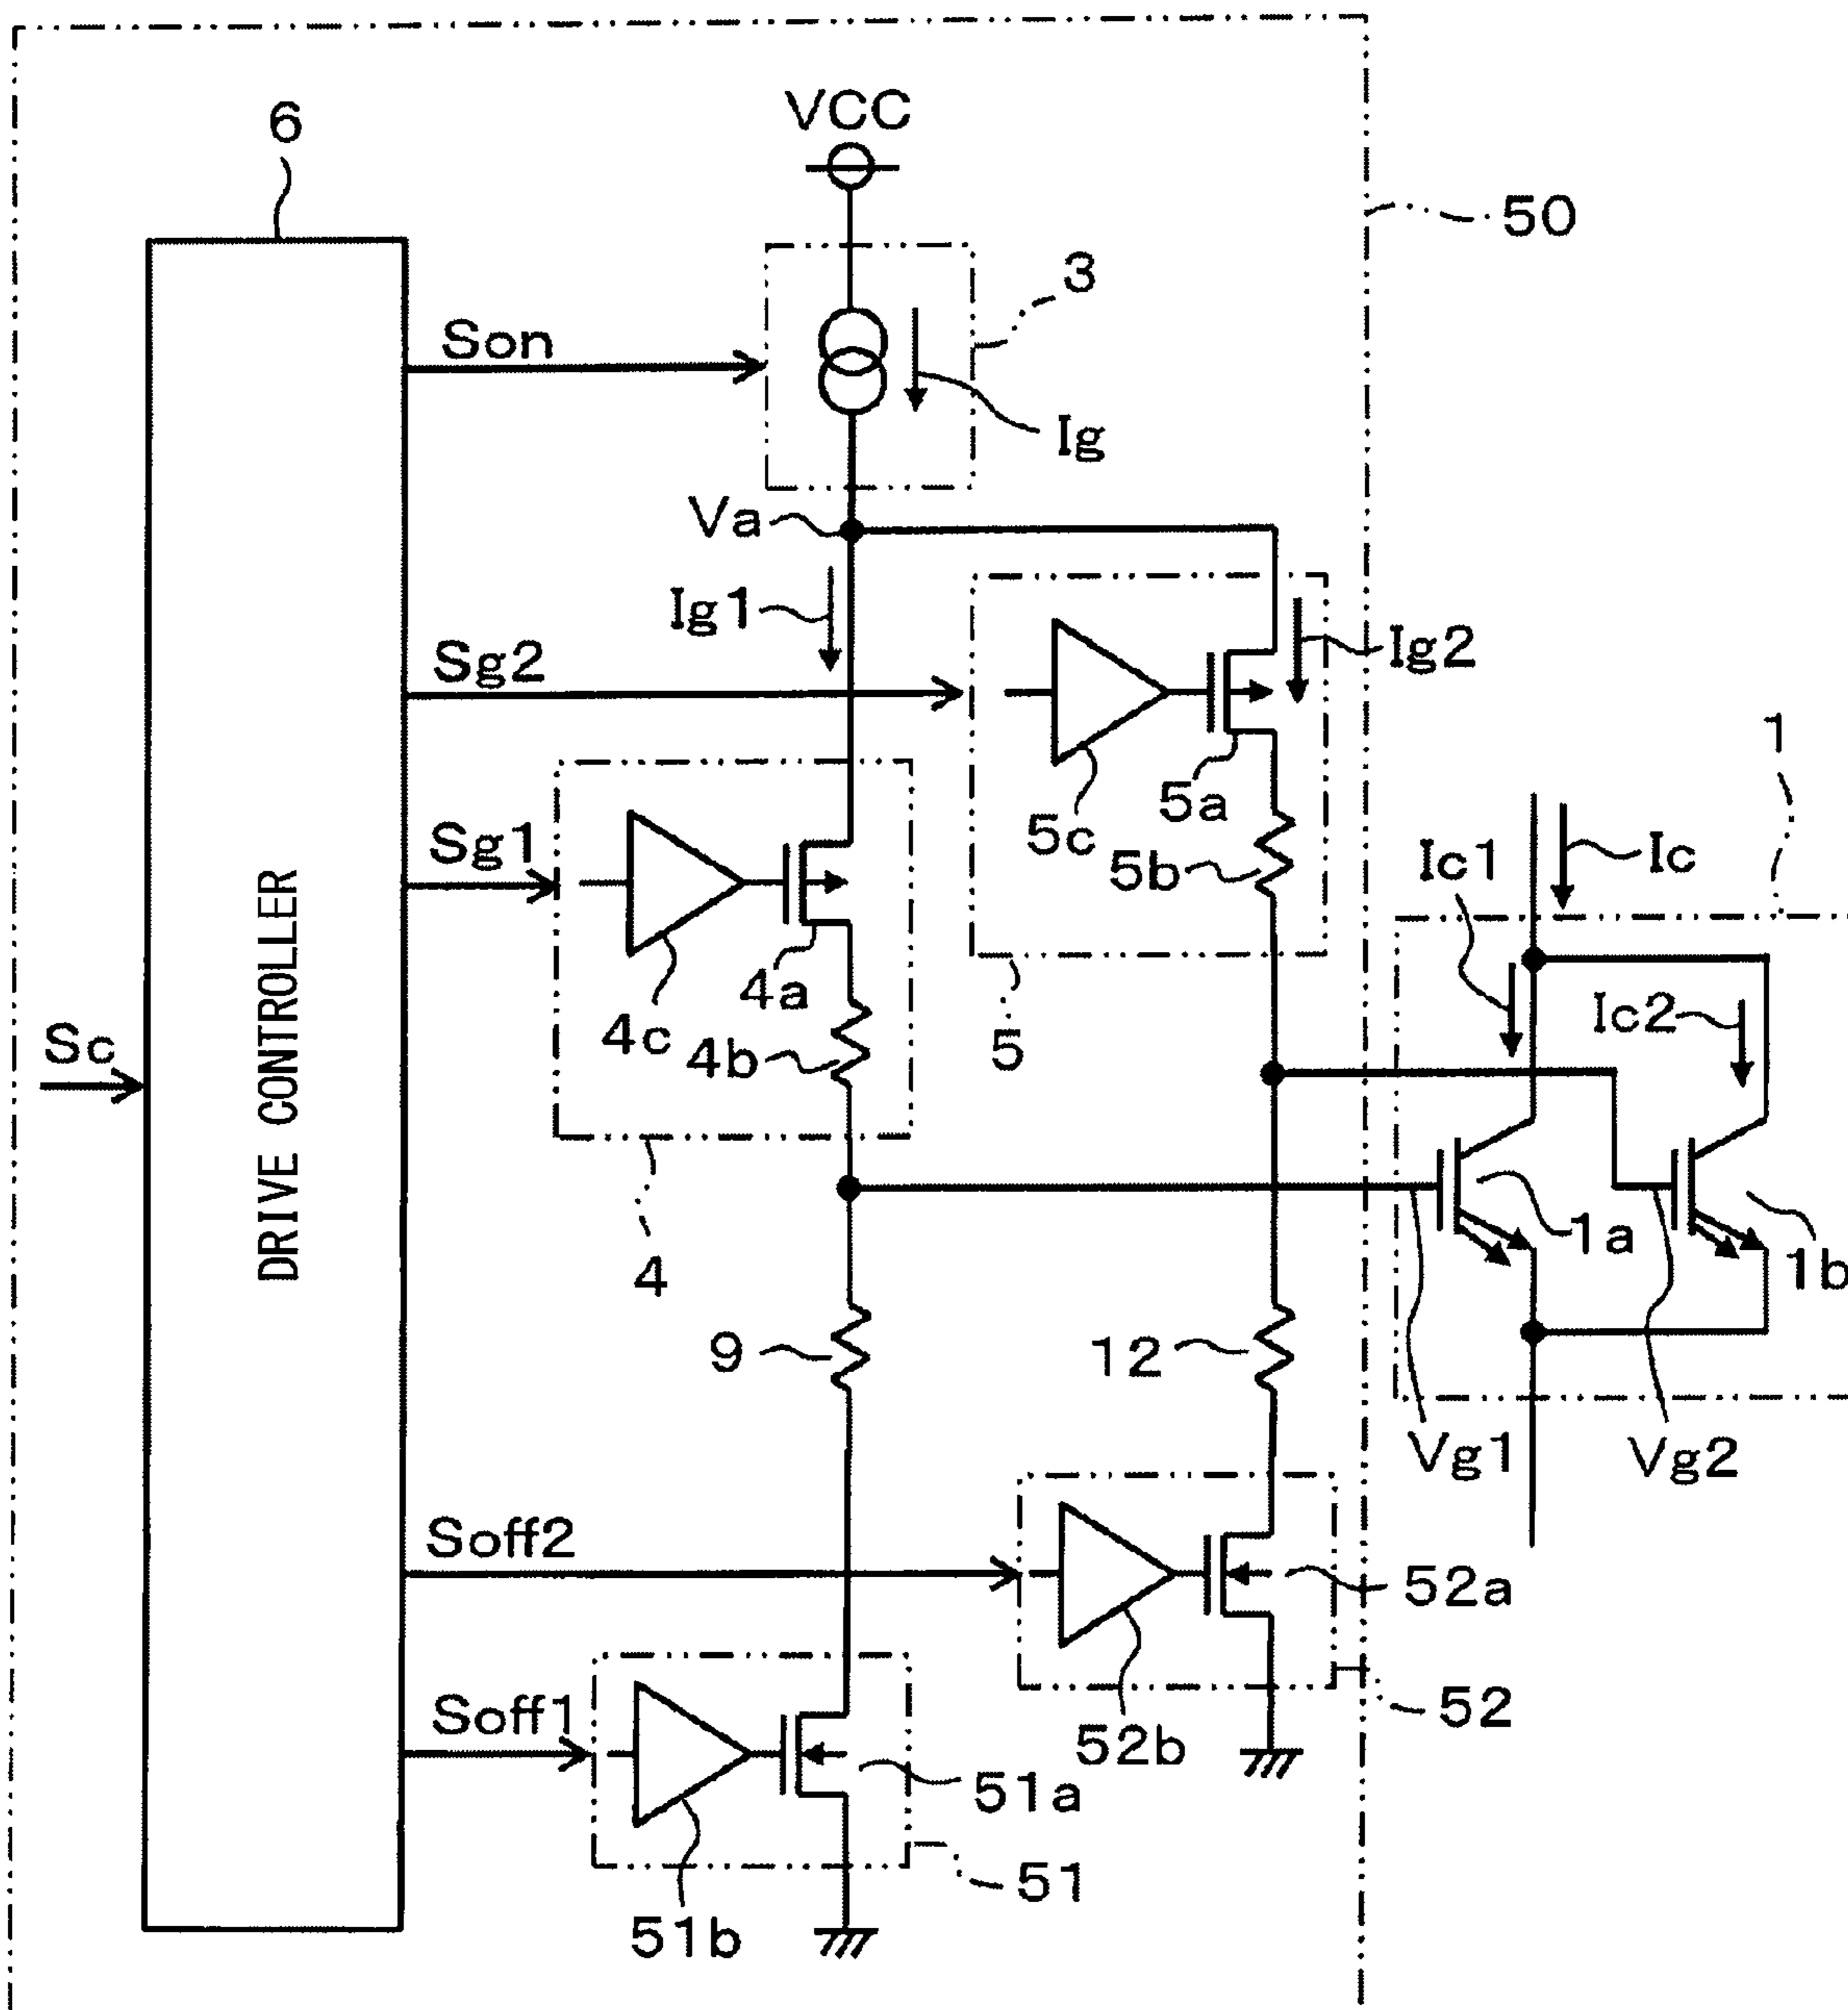 VCC
6
50
3
Son
Ig
Va
Ig1
Sg2
Ig2
1
5a
5c
Sg1
5b
Ic1
Ic
4a
Ic2
4c
4b
5
Sc
DRIVE CONTROLLER
1a
1b
4
9
12
Vg1
Vg2
Soff2
52a
52
Soff1
52b
51a
51
51b